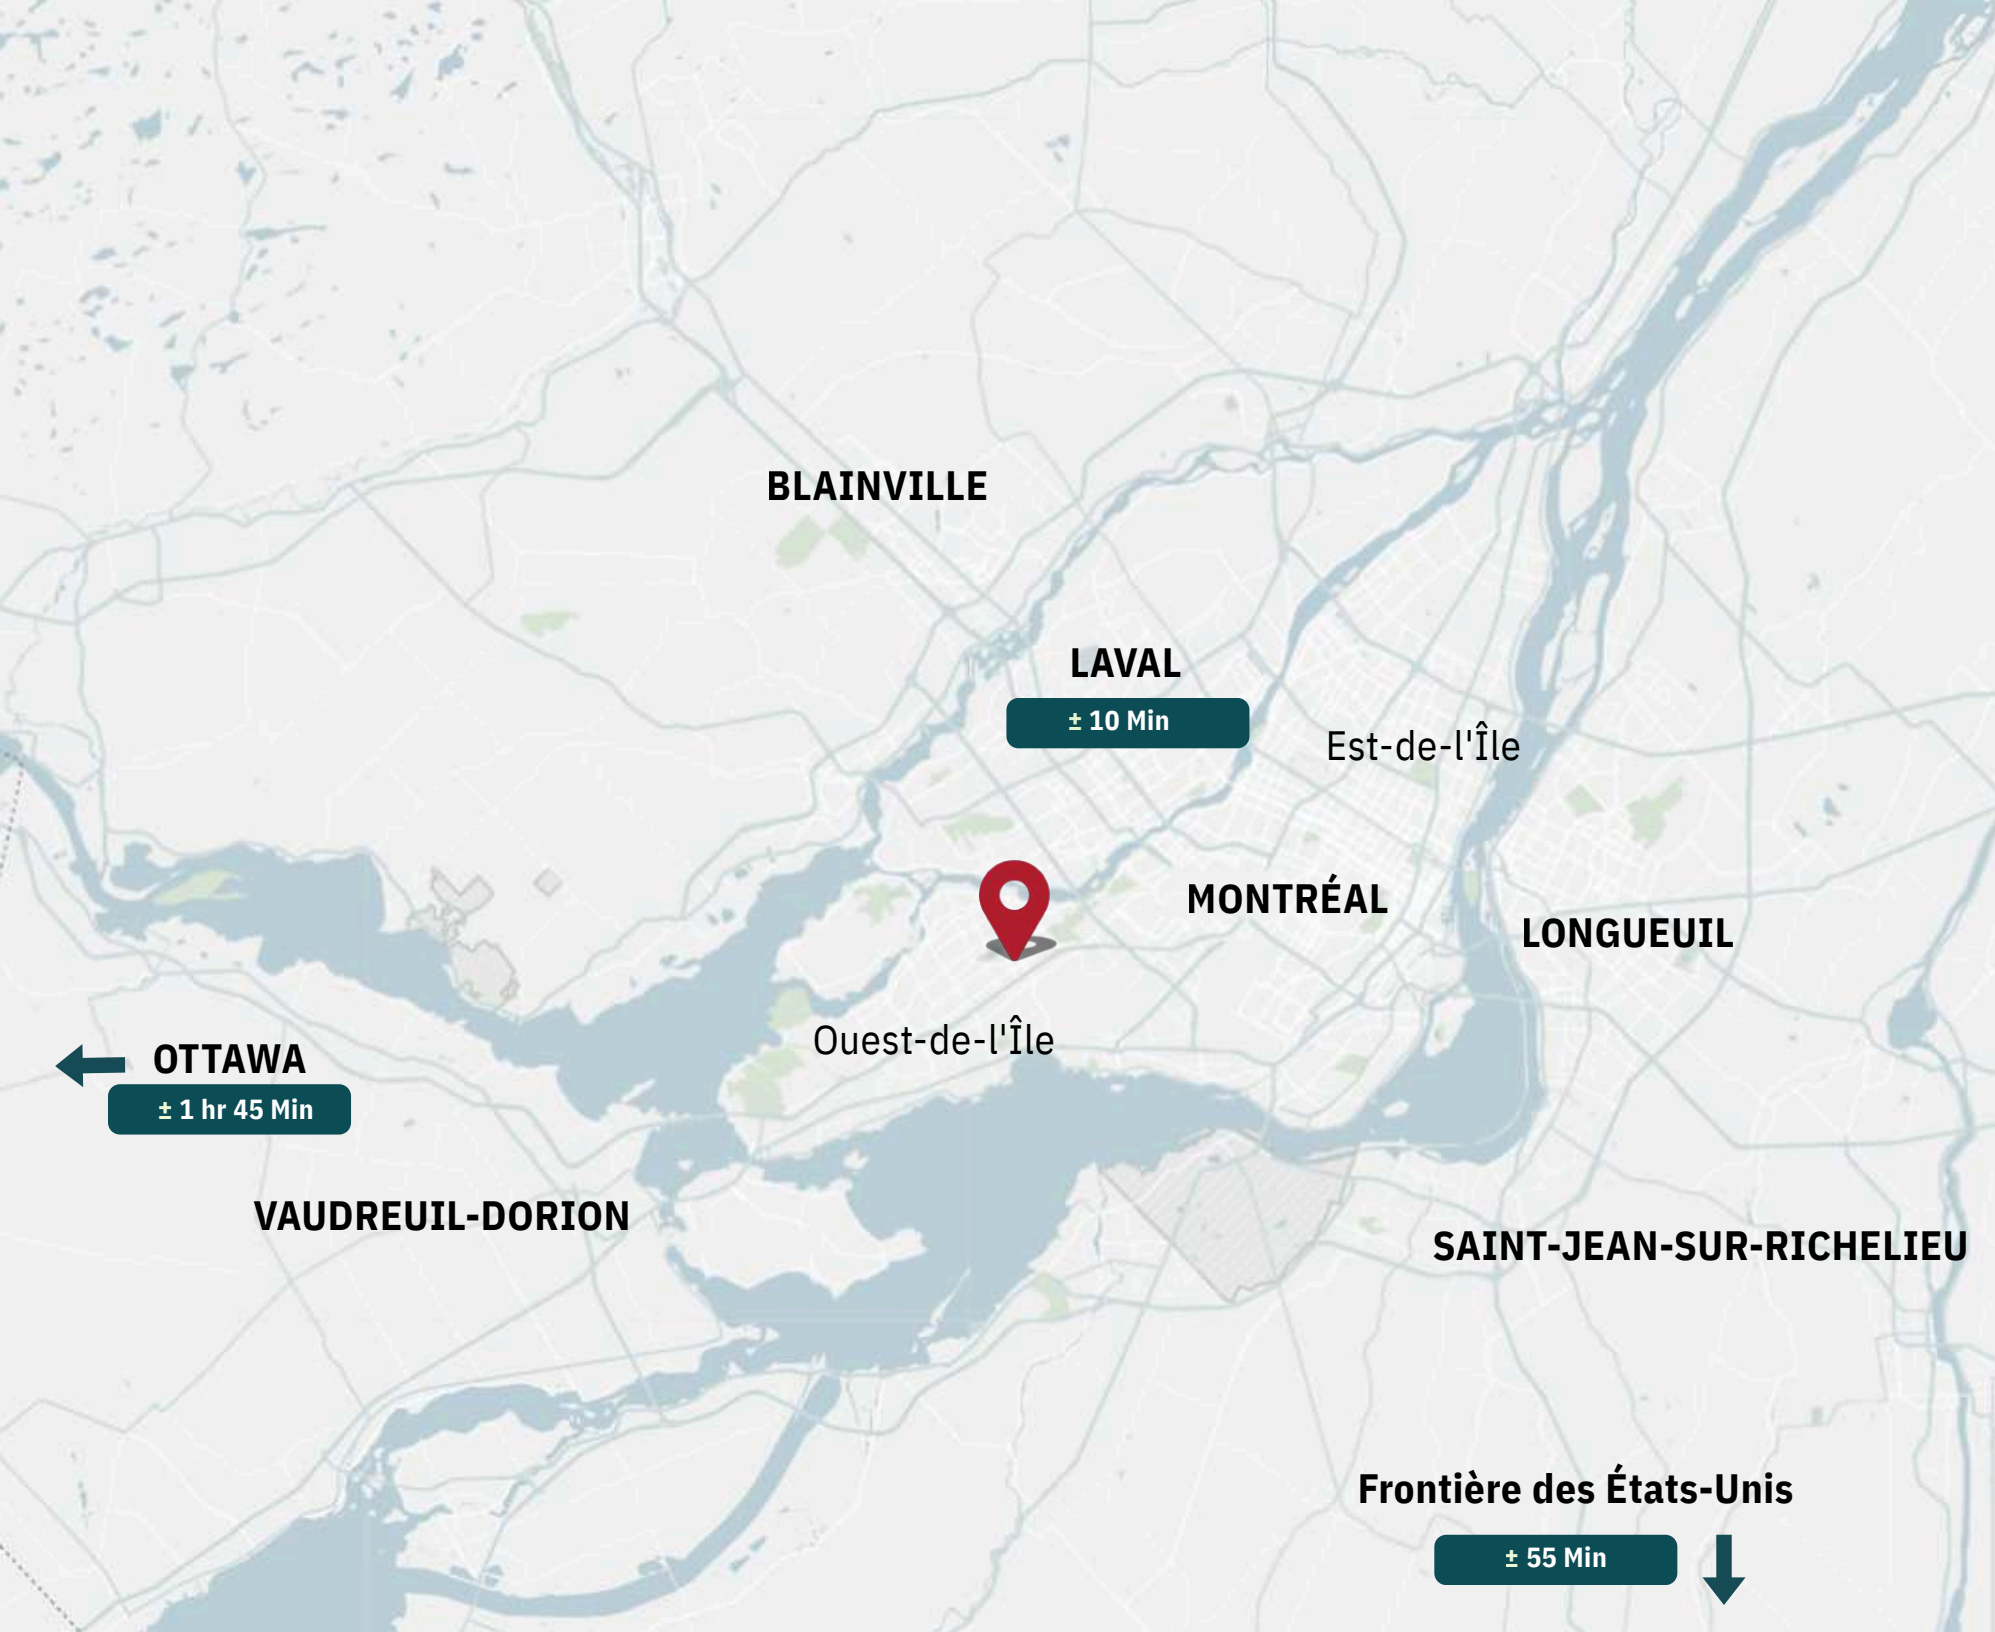 BLAINVILLE
LAVAL
± 10 Min
Est-de-l'Île
MONTRÉAL
LONGUEUIL
Ouest-de-l'Île
OTTAWA
± 1 hr 45 Min
VAUDREUIL-DORION
SAINT-JEAN-SUR-RICHELIEU
Frontière des États-Unis
± 55 Min